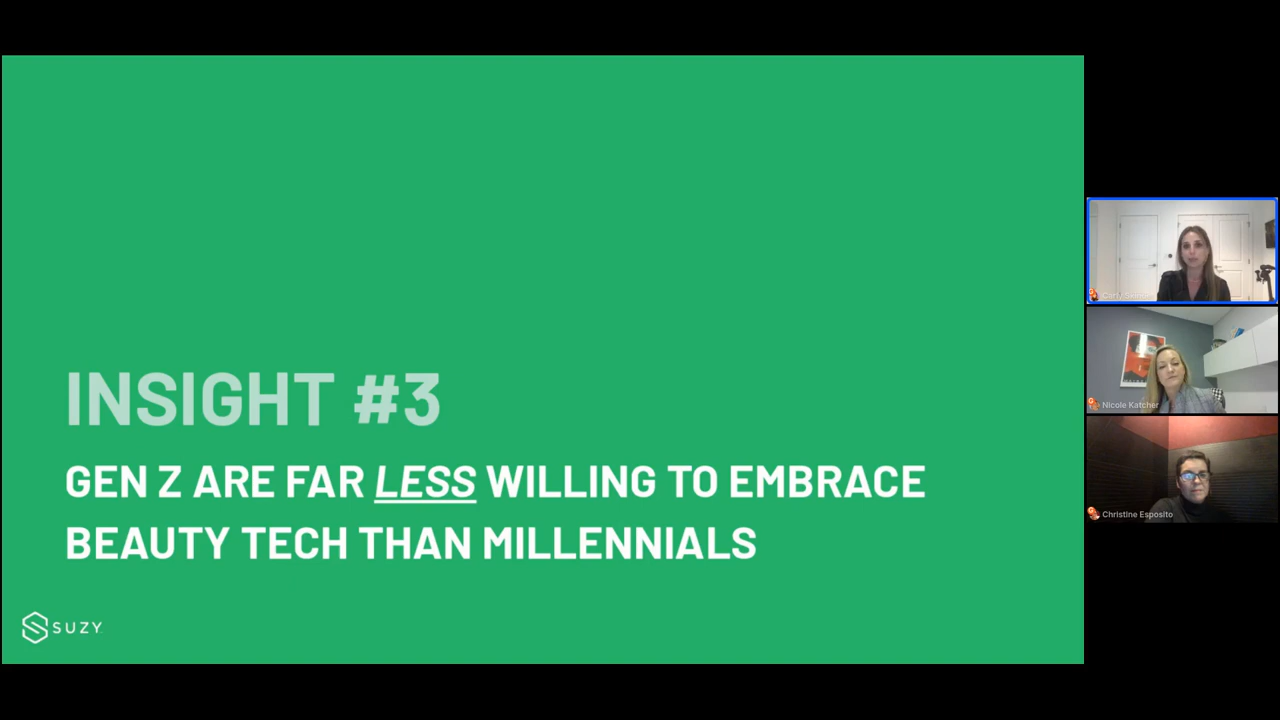 INSIGHT #3
GEN Z ARE FAR LESS WILLING TO EMBRACE
BEAUTY TECH THAN MILLENNIALS
SUZY
Nicole Katcher
Christine Esposito